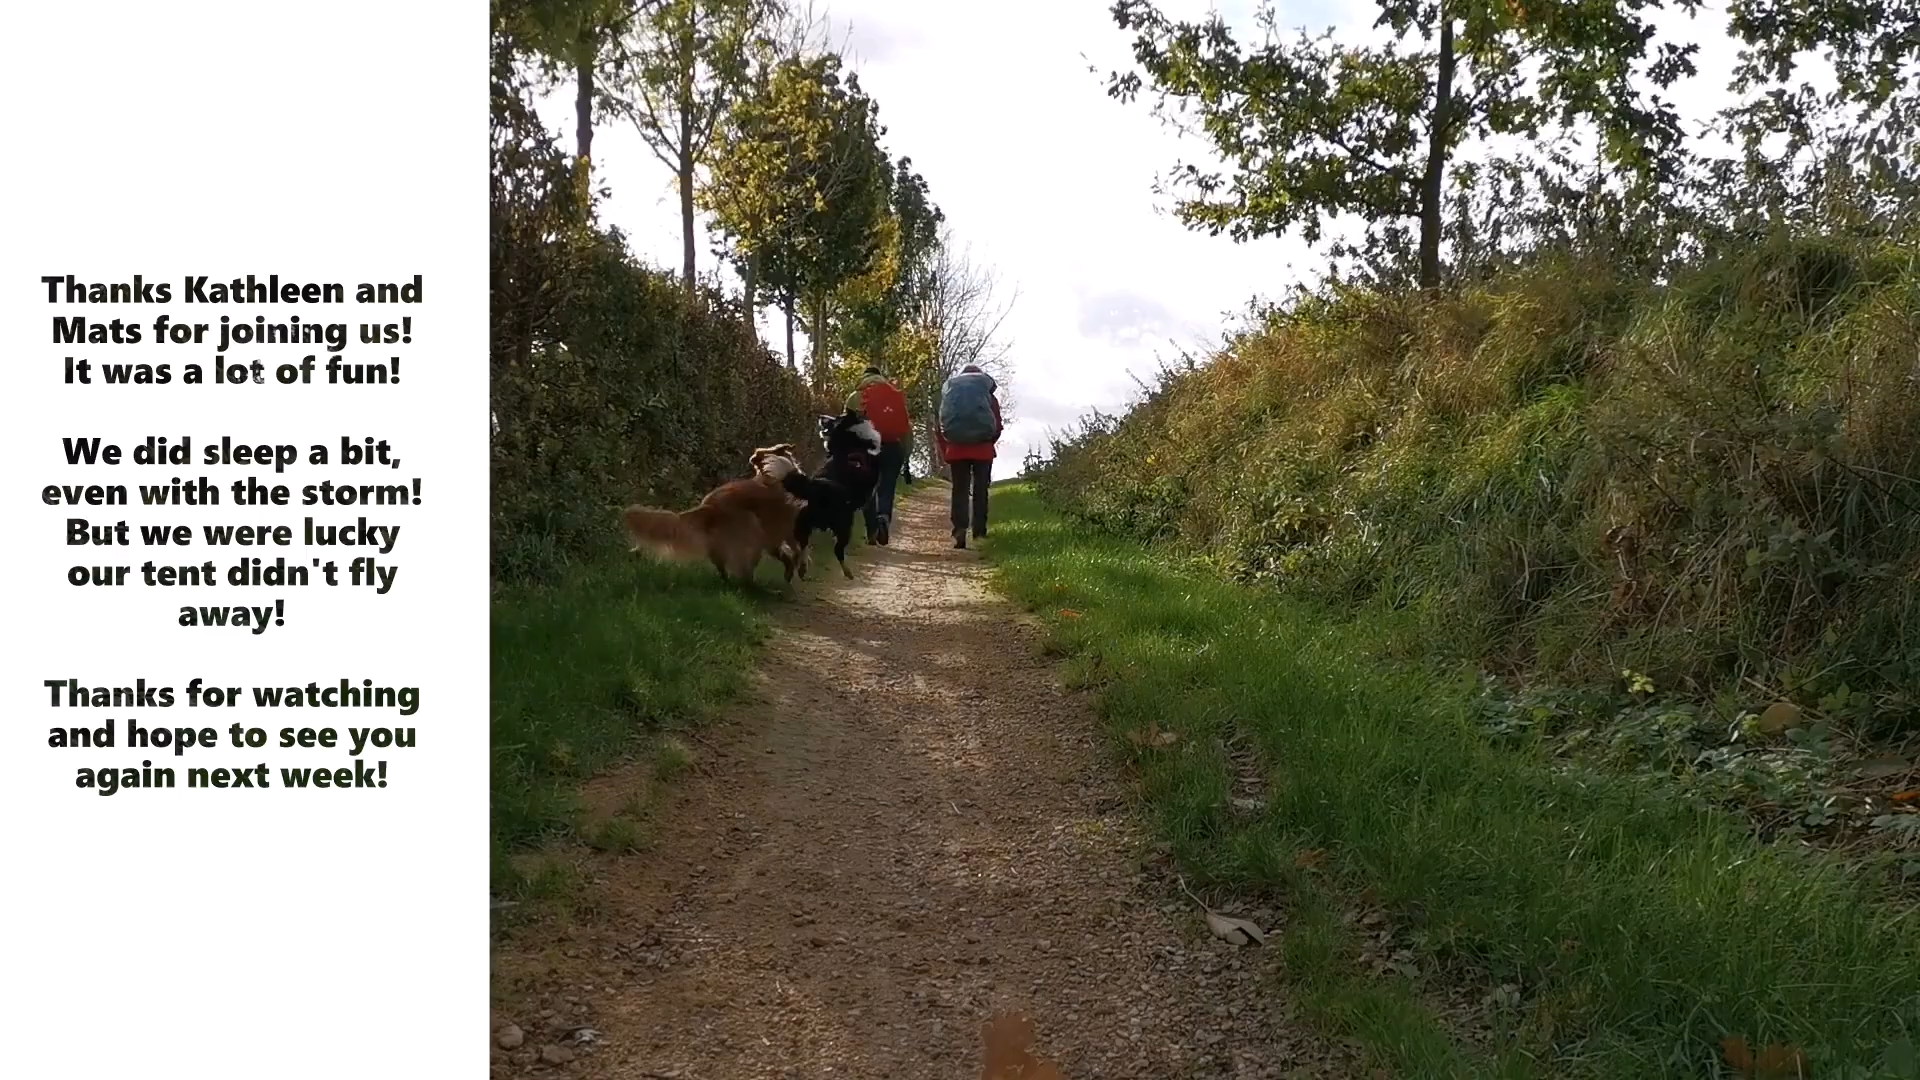 Thanks Kathleen and
Mats for joining us!
It was a lot of fun!
We did sleep a bit,
even with the storm!
But we were lucky
our tent didn't fly
away!
Thanks for watching
and hope to see you
again next week!